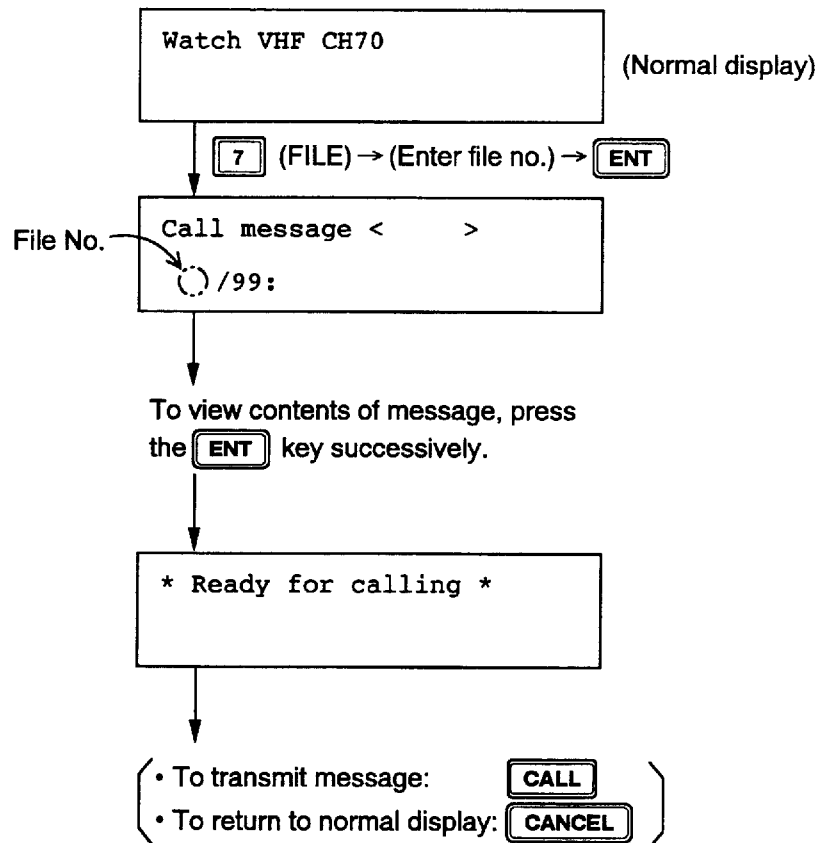 Watch VHF CH70
(Normal display)
7 (FILE) → (Enter file no.) → ENT
Call message < >
File No.
/99:
To view contents of message, press
the ENT key successively.
* Ready for calling *
• To transmit message: CALL
• To return to normal display: CANCEL